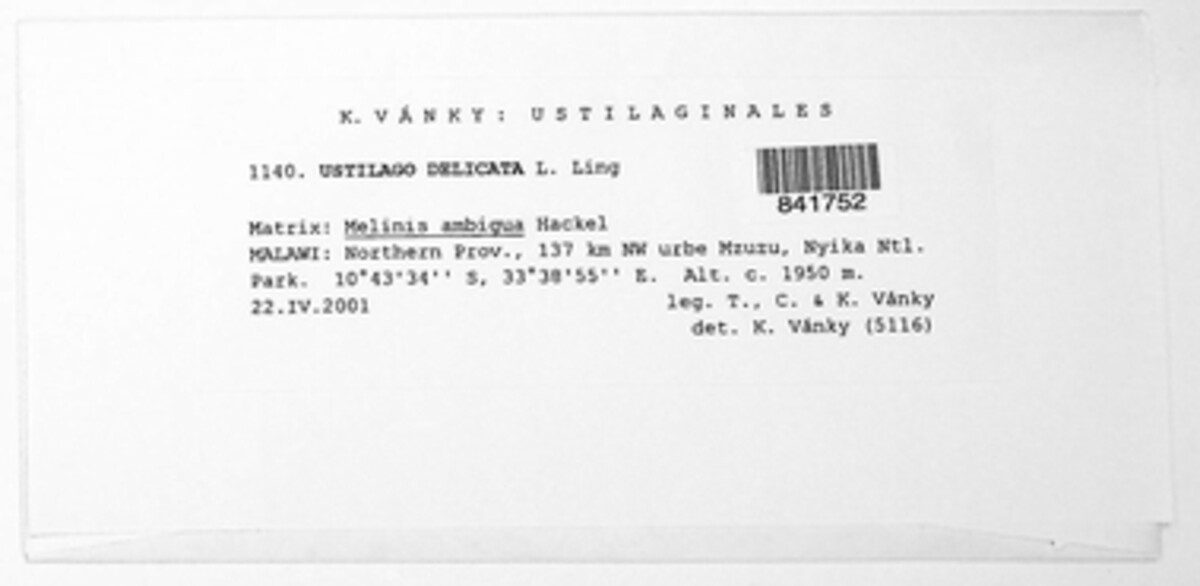 K. VÁNKY: USTILAGINALES
1140. USTILAGO DELICATA L. Ling
841752
Matrix: Melinis ambigua Hackel
MALAWI: Northern Prov., 137 km NW urbe Mzuzu, Nyika Ntl.
Park. 10°43'34'' S, 33°38'55'' E. Alt. c. 1950 m.
22.IV.2001 leg. T., C. & K. Vánky
det. K. Vánky (5116)